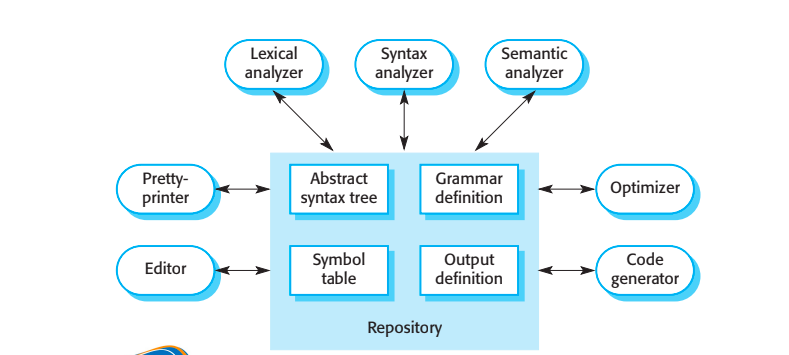 Lexical
analyzer
Syntax
analyzer
Semantic
analyzer
Pretty-
printer
Abstract
syntax tree
Grammar
definition
Optimizer
Editor
Symbol
table
Output
definition
Code
generator
Repository